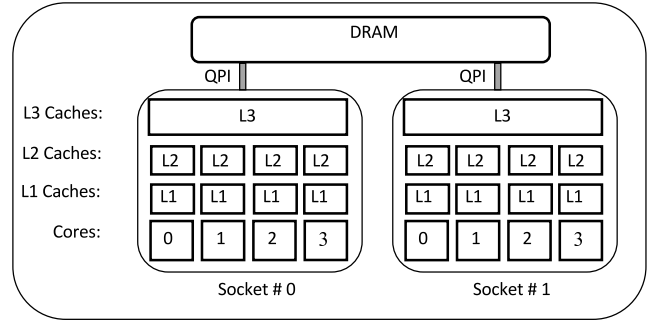 DRAM
QPI QPI
L3 Caches: L3 L3
L2 Caches: L2 L2 L2 L2 L2 L2 L2 L2
L1 Caches: L1 L1 L1 L1 L1 L1 L1 L1
Cores: 0 1 2 3 0 1 2 3
Socket # 0 Socket # 1